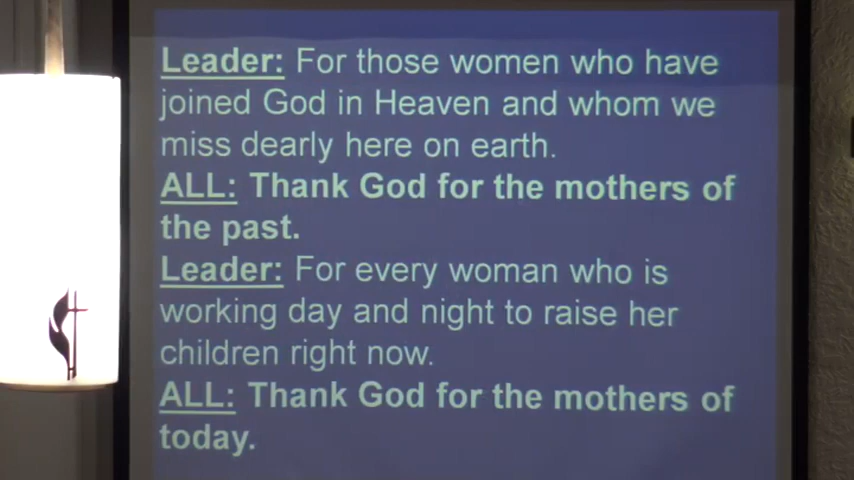 Leader: For those women who have
joined God in Heaven and whom we
miss dearly here on earth.
ALL: Thank God for the mothers of
the past.
Leader: For every woman who is
working day and night to raise her
children right now.
ALL: Thank God for the mothers of
today.